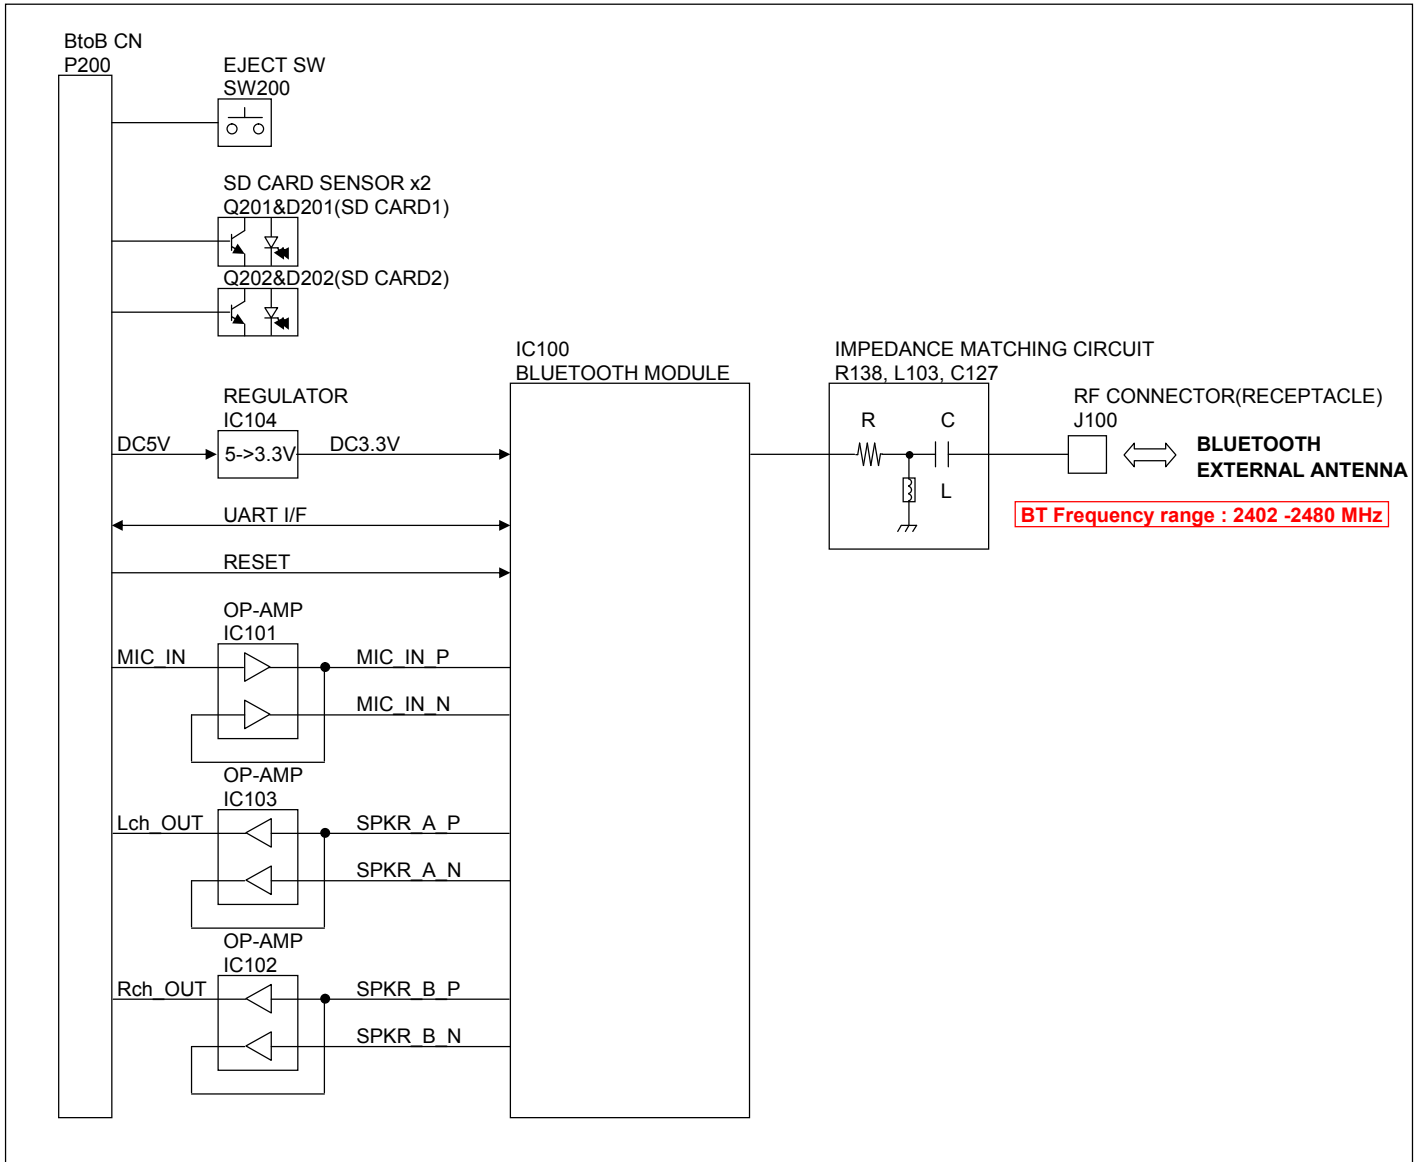 BtoB CN
P200
EJECT SW
SW200
SD CARD SENSOR x2
Q201&D201(SD CARD1)
Q202&D202(SD CARD2)
REGULATOR
IC104
DC5V
5->3.3V
DC3.3V
UART I/F
RESET
OP-AMP
IC101
MIC_IN
MIC_IN_P
MIC_IN_N
OP-AMP
IC103
Lch_OUT
SPKR_A_P
SPKR_A_N
OP-AMP
IC102
Rch_OUT
SPKR_B_P
SPKR_B_N
IC100
BLUETOOTH MODULE
IMPEDANCE MATCHING CIRCUIT
R138, L103, C127
R
C
L
RF CONNECTOR(RECEPTACLE)
J100
BLUETOOTH
EXTERNAL ANTENNA
BT Frequency range : 2402 -2480 MHz